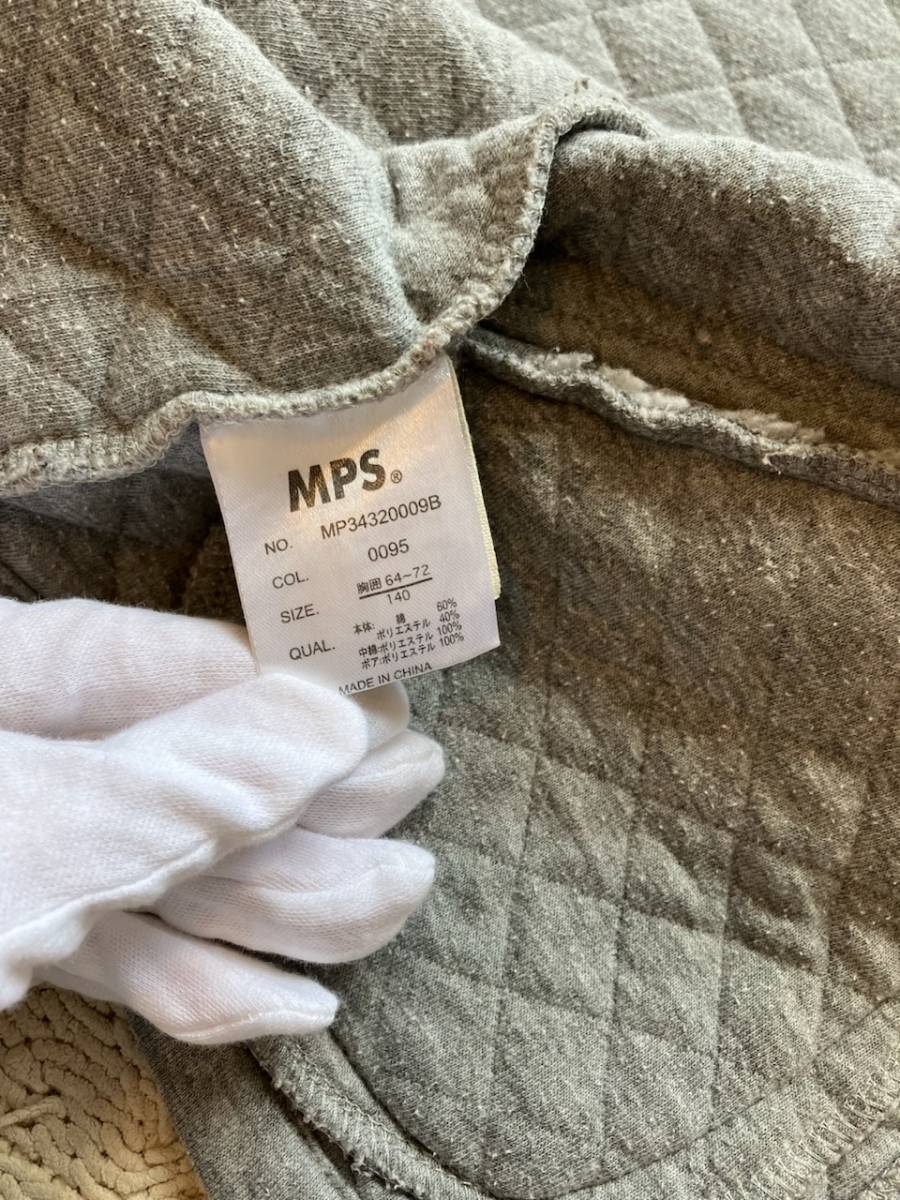 MPS®
NO. MP34320009B
COL. 0095
SIZE. 胸囲 64~72
140
QUAL. 本体: 綿 60%
ポリエステル 40%
中綿:ポリエステル 100%
ボア:ポリエステル 100%
MADE IN CHINA